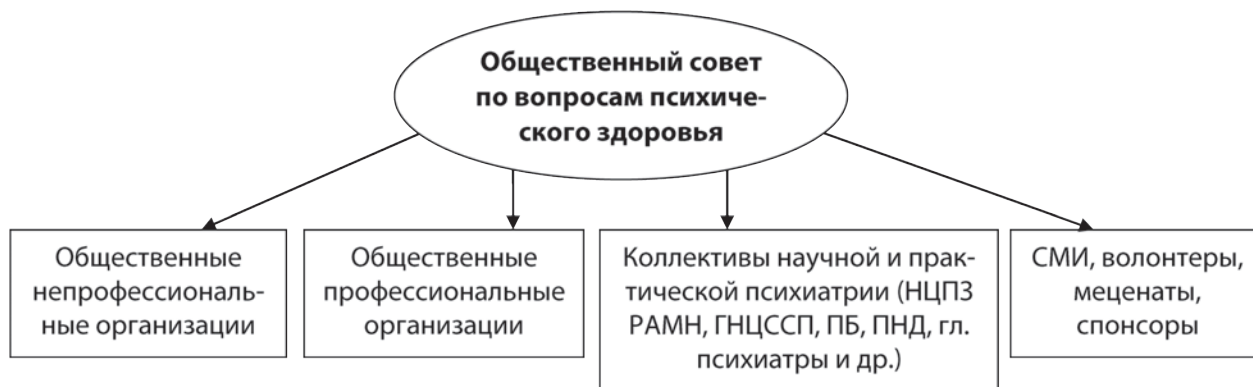 Общественный совет
по вопросам психиче-
ского здоровья
Общественные
непрофессиональ-
ные организации
Общественные
профессиональные
организации
Коллективы научной и прак-
тической психиатрии (НЦПЗ
РАМН, ГНЦССП, ПБ, ПНД, гл.
психиатры и др.)
СМИ, волонтеры,
меценаты,
спонсоры